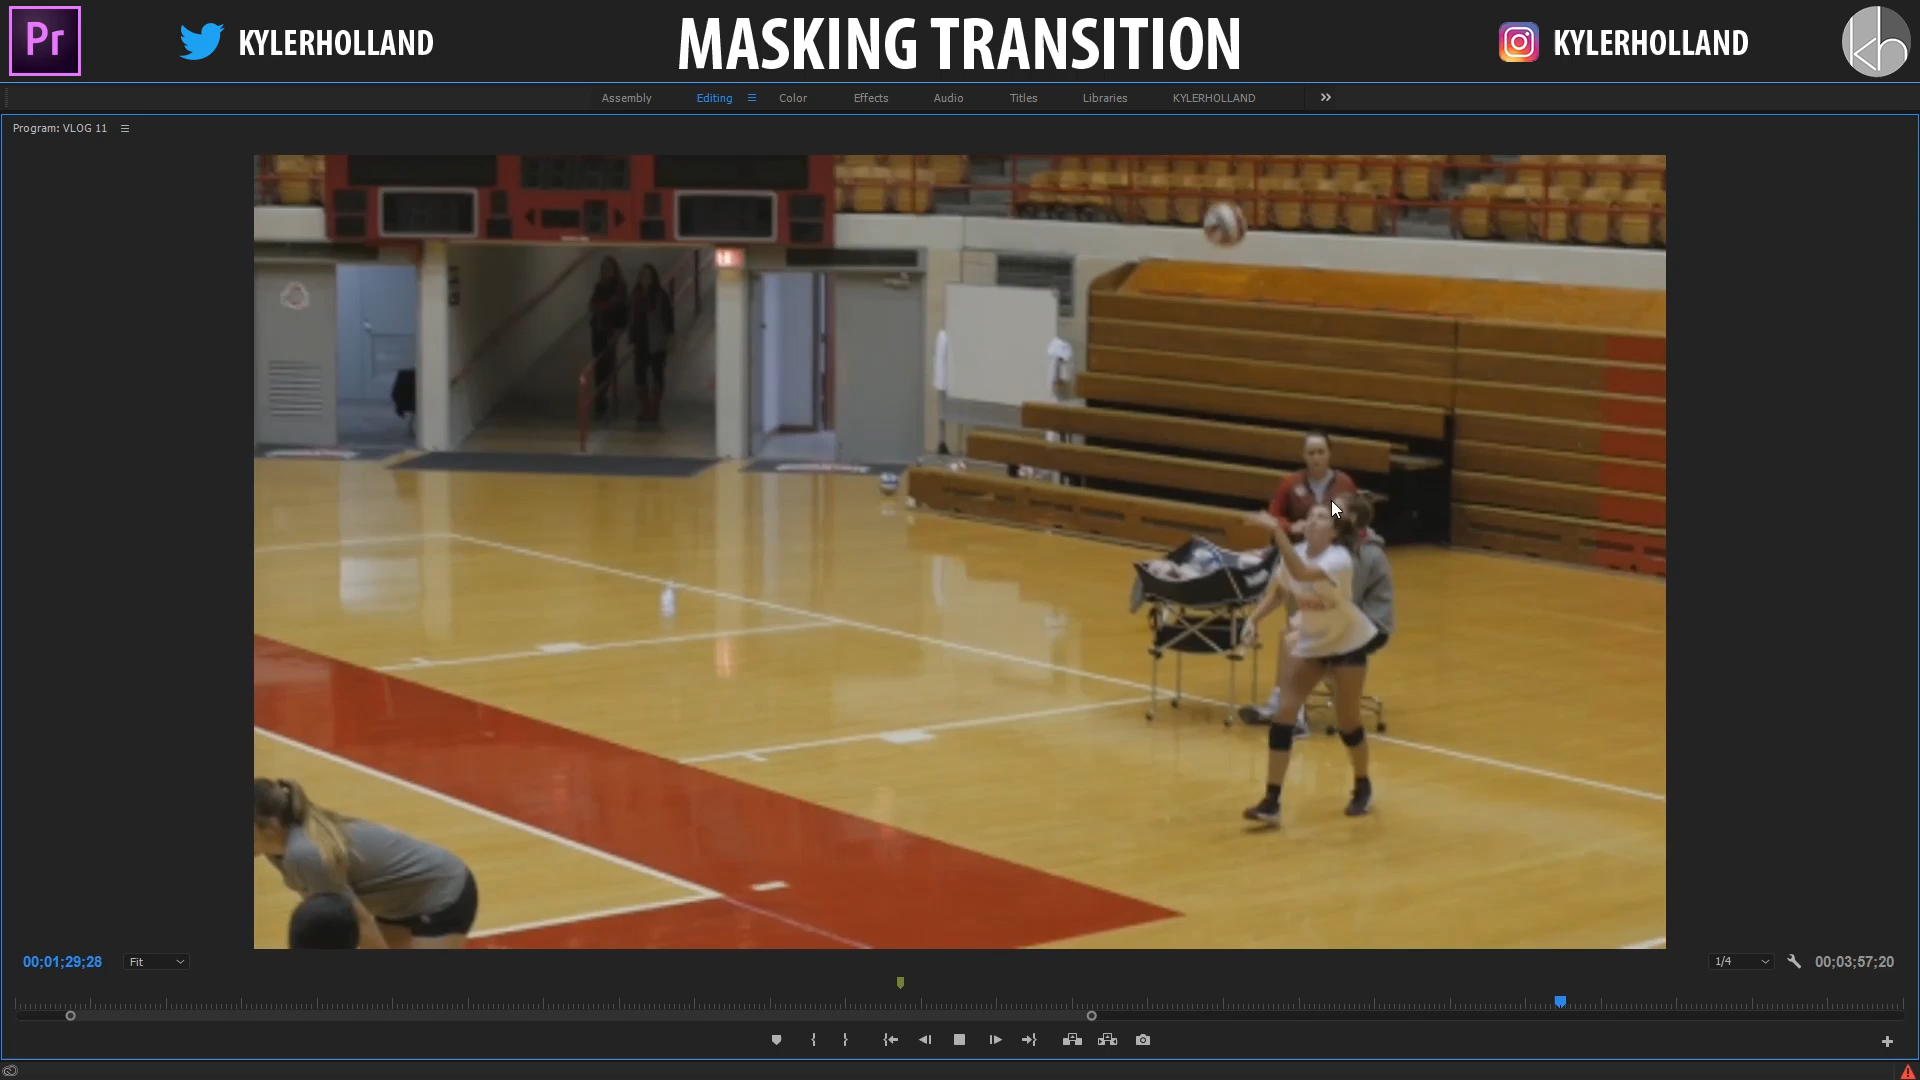 Pr
KYLERHOLLAND
MASKING TRANSITION
KYLERHOLLAND
kh
Assembly
Editing
Color
Effects
Audio
Titles
Libraries
KYLERHOLLAND
Program: VLOG 11
00;01;29;28
Fit
1/4
00;03;57;20